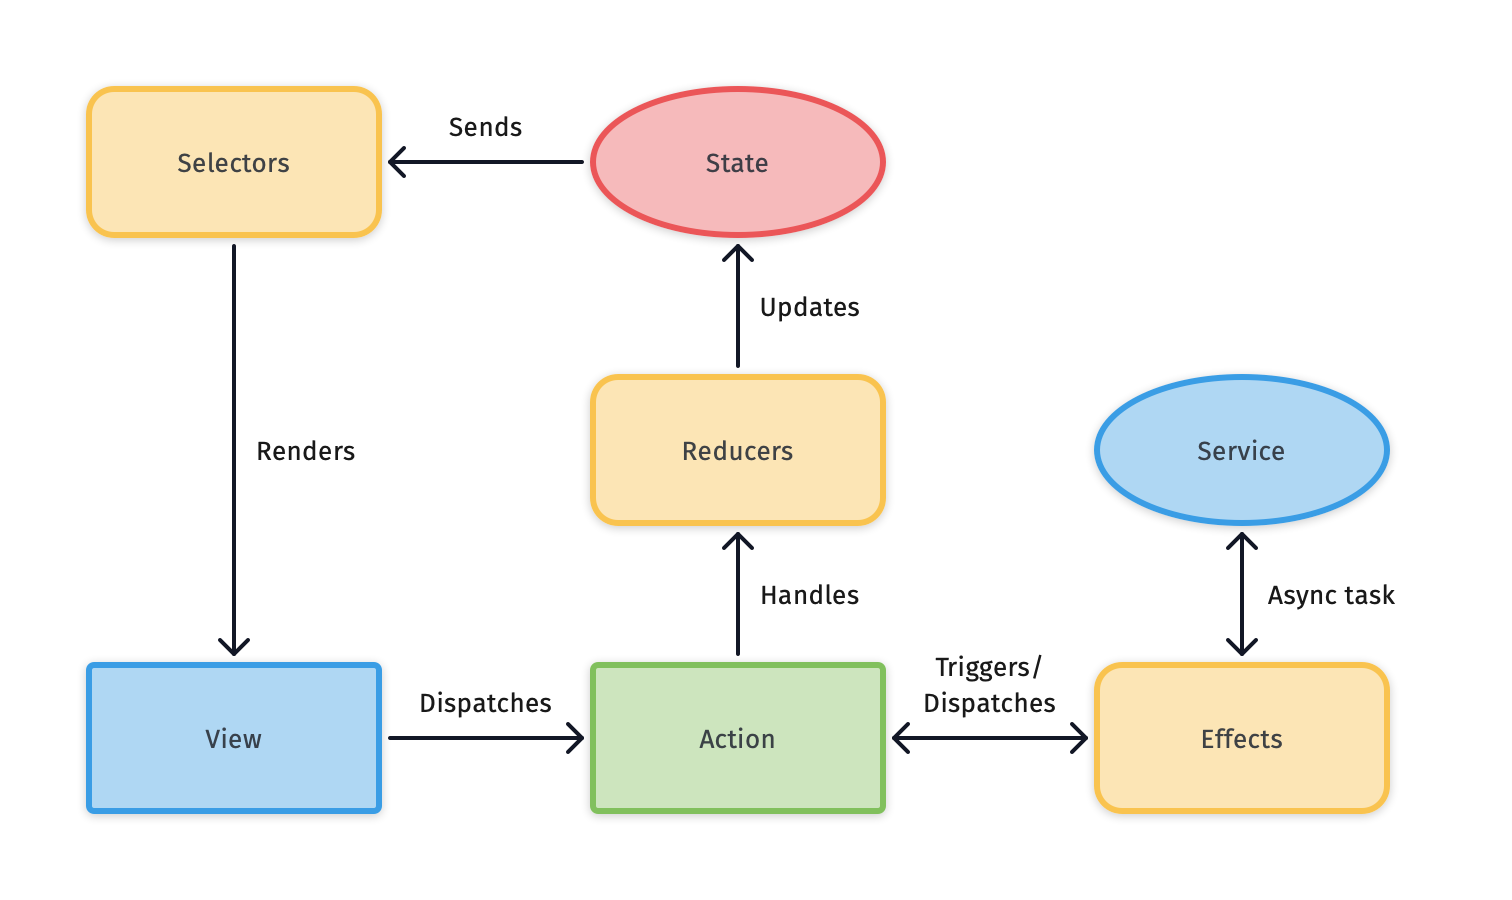 Sends
Selectors
State
Updates
Renders
Reducers
Service
Handles
Async task
Triggers/
Dispatches
Dispatches
View
Action
Effects